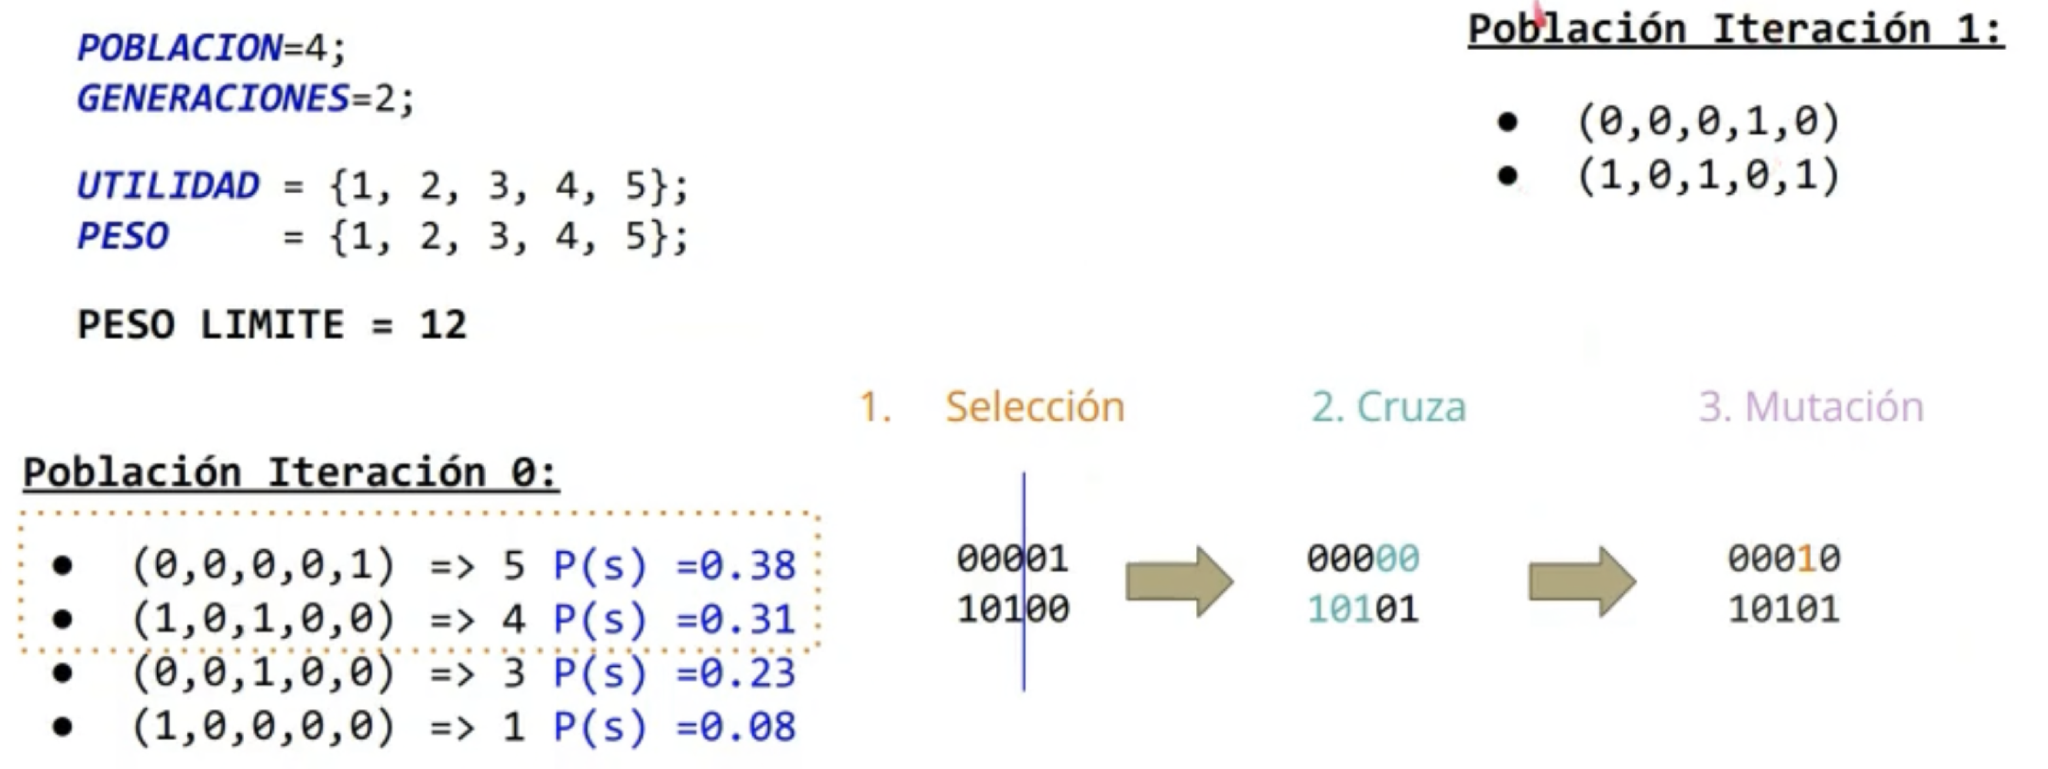 POBLACION=4;
GENERACIONES=2;
UTILIDAD = {1, 2, 3, 4, 5};
PESO = {1, 2, 3, 4, 5};
PESO LIMITE = 12
Población Iteración 0:
● (0,0,0,0,1) => 5 P(s) =0.38
● (1,0,1,0,0) => 4 P(s) =0.31
● (0,0,1,0,0) => 3 P(s) =0.23
● (1,0,0,0,0) => 1 P(s) =0.08
Población Iteración 1:
● (0,0,0,1,0)
● (1,0,1,0,1)
1. Selección
00001
10100
2. Cruza
00000
10101
3. Mutación
00010
10101